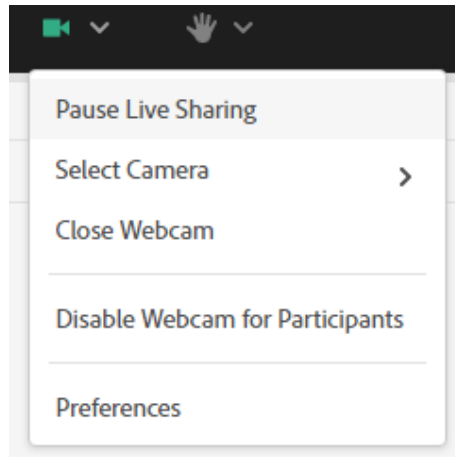 Pause Live Sharing
Select Camera
Close Webcam
Disable Webcam for Participants
Preferences